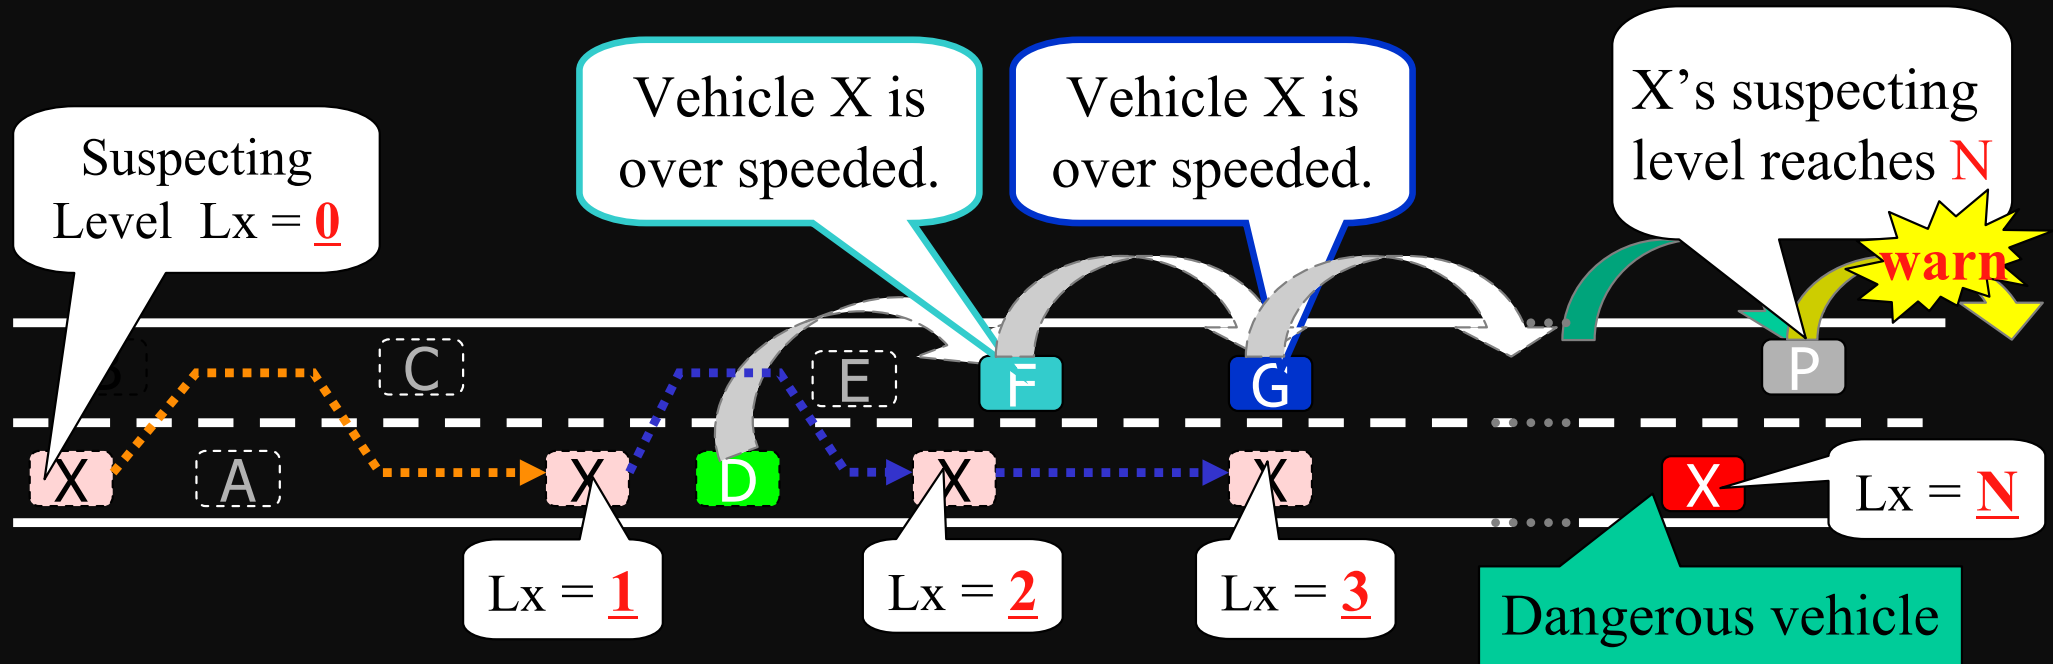 Suspecting
Level Lx = 0
Vehicle X is
over speeded.
Vehicle X is
over speeded.
X’s suspecting
level reaches N
warn
B
C
E
F
G
P
X
A
X
D
X
X
X
Lx = N
Lx = 1
Lx = 2
Lx = 3
Dangerous vehicle